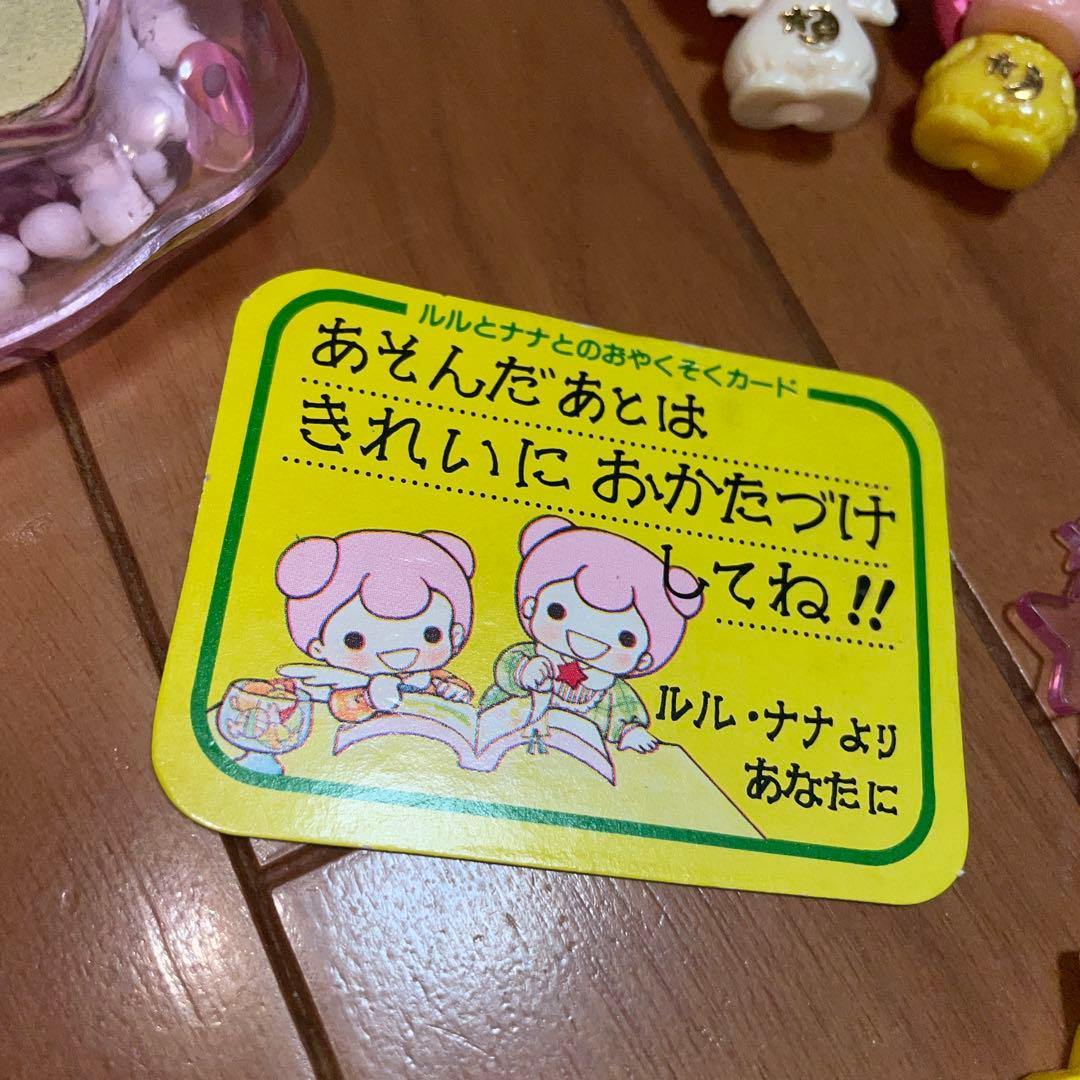 ルルとナナとのおやくそくカード
あそんだあとは
きれいに おかたづけ
してね!!
ルル・ナナより
あなたに